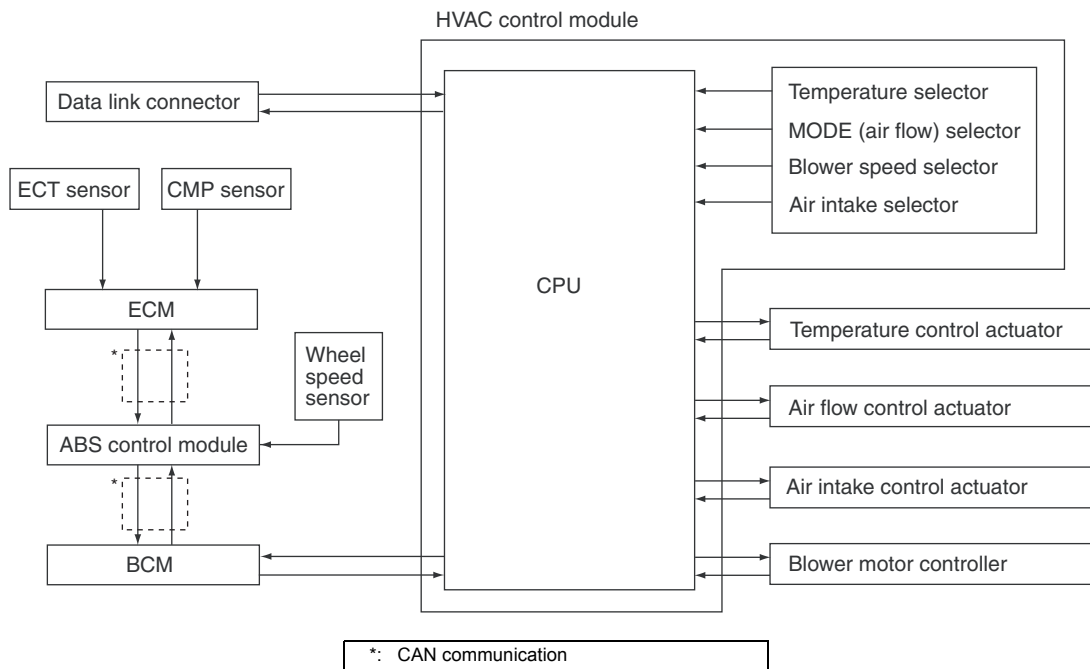 HVAC control module
Data link connector
Temperature selector
MODE (air flow) selector
Blower speed selector
Air intake selector
ECT sensor
CMP sensor
CPU
ECM
*
Wheel
speed
sensor
Temperature control actuator
Air flow control actuator
ABS control module
*
Air intake control actuator
BCM
Blower motor controller
*: CAN communication